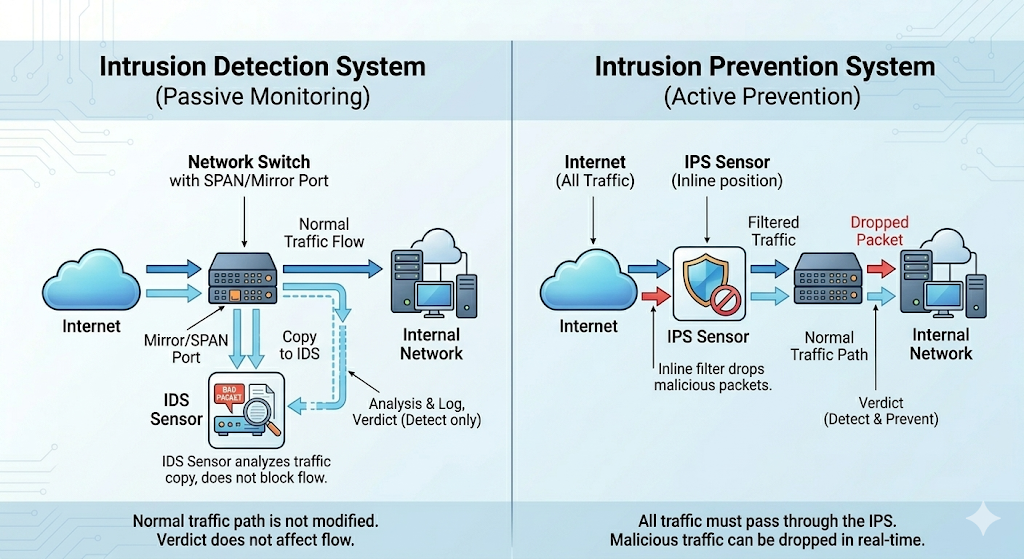 Intrusion Detection System
(Passive Monitoring)
Network Switch
with SPAN/Mirror Port
Normal
Traffic Flow
Internet
Mirror/SPAN
Port
Copy
to IDS
Internal
Network
IDS
Sensor
BAD
PACKET
Analysis & Log,
Verdict (Detect only)
IDS Sensor analyzes traffic
copy, does not block flow.
Normal traffic path is not modified.
Verdict does not affect flow.
Intrusion Prevention System
(Active Prevention)
Internet
(All Traffic)
IPS Sensor
(Inline position)
Filtered
Traffic
Dropped
Packet
Internet
IPS Sensor
Normal
Traffic Path
Internal
Network
Inline filter drops
malicious packets.
Verdict
(Detect & Prevent)
All traffic must pass through the IPS.
Malicious traffic can be dropped in real-time.